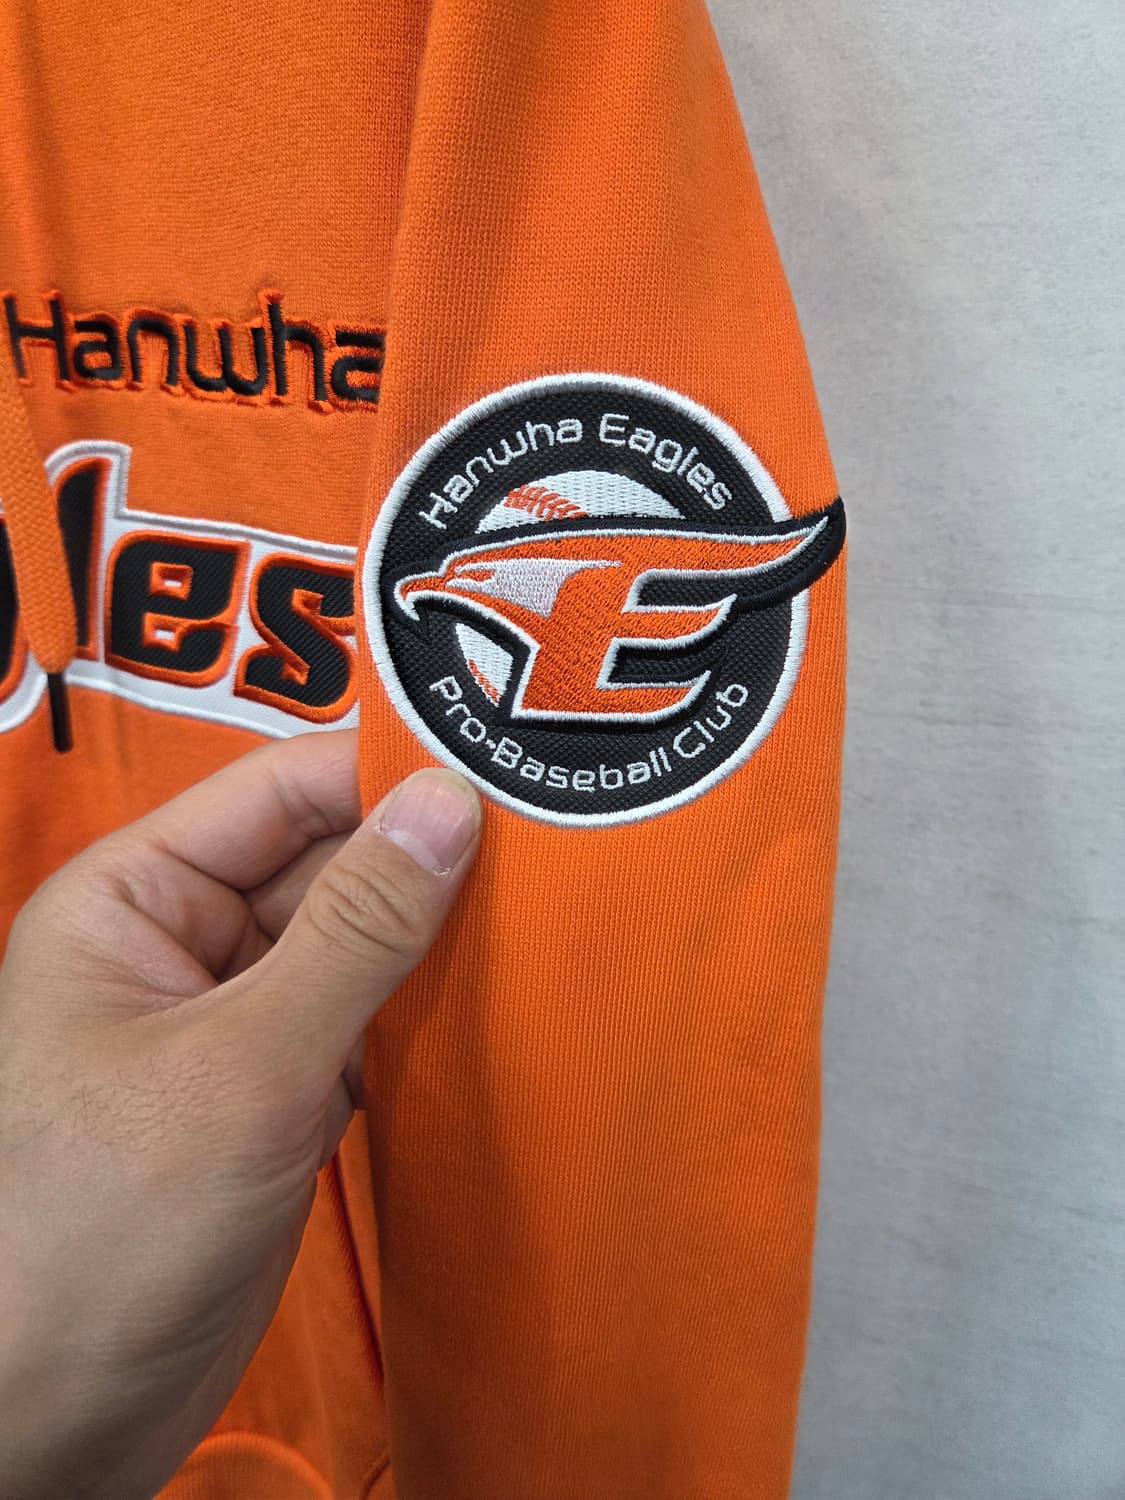 Hanwha
les
Hanwha Eagles
E
Pro-Baseball Club